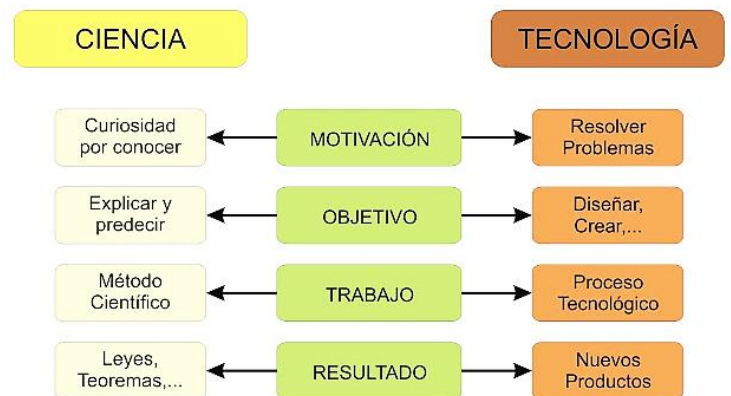 CIENCIA
TECNOLOGÍA
Curiosidad
por conocer
MOTIVACIÓN
Resolver
Problemas
Explicar y
predecir
OBJETIVO
Diseñar,
Crear,...
Método
Científico
TRABAJO
Proceso
Tecnológico
Leyes,
Teoremas,...
RESULTADO
Nuevos
Productos